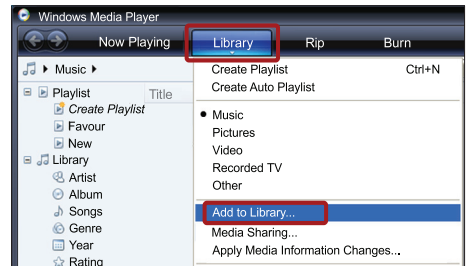 Windows Media Player
Now Playing Library Rip Burn
Music
Create Playlist Ctrl+N
Create Auto Playlist
Music
Pictures
Video
Recorded TV
Other
Add to Library...
Media Sharing...
Apply Media Information Changes...
Playlist Title
Create Playlist
Favour
New
Library
Artist
Album
Songs
Genre
Year
Rating